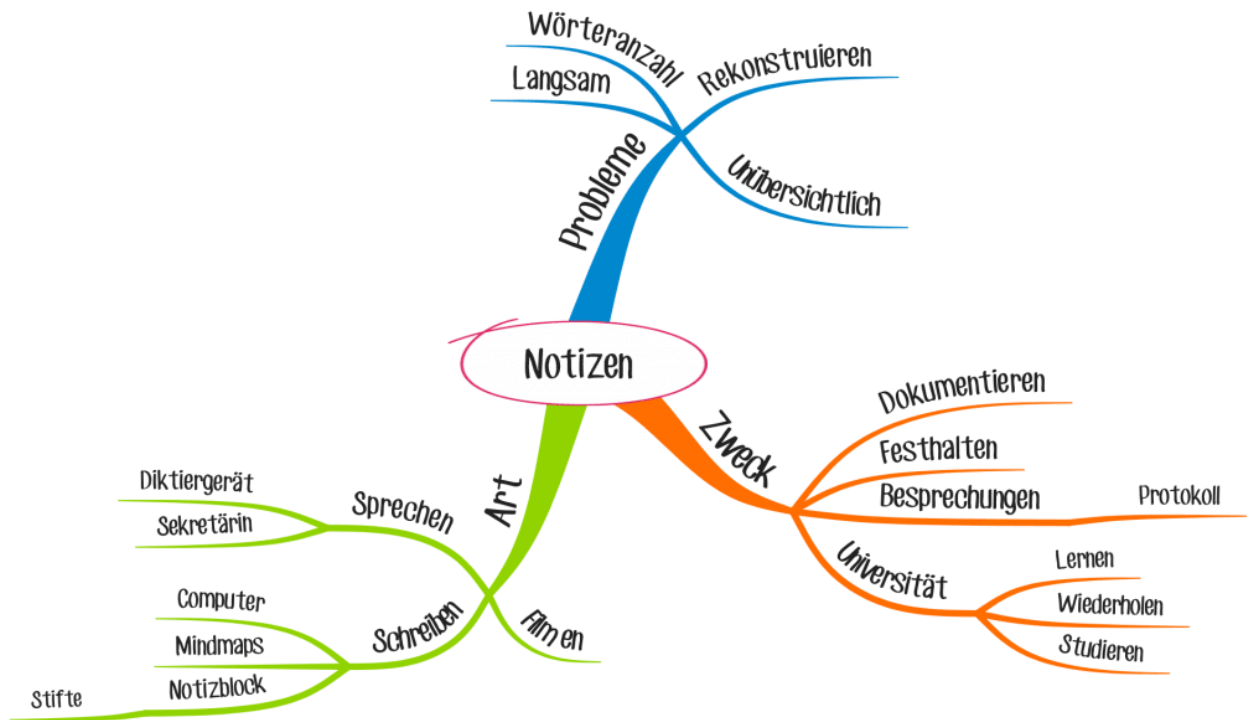 Wörteranzahl
Langsam
Rekonstruieren
Unübersichtlich
Probleme
Notizen
Zweck
Dokumentieren
Festhalten
Besprechungen
Protokoll
Universität
Lernen
Wiederholen
Studieren
Art
Sprechen
Diktiergerät
Sekretärin
Schreiben
Computer
Mindmaps
Notizblock
Stifte
Filmen